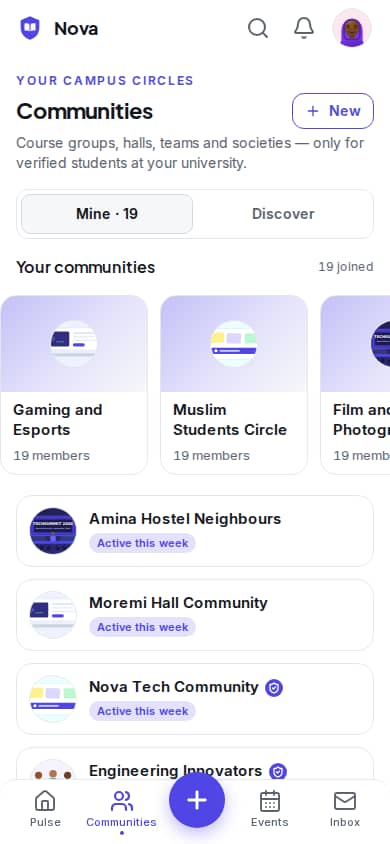 Nova
YOUR CAMPUS CIRCLES
Communities
+ New
Course groups, halls, teams and societies — only for
verified students at your university.
Mine · 19
Discover
Your communities
19 joined
Gaming and
Esports
19 members
Muslim
Students Circle
19 members
Film and
Photogr
19 memb
Amina Hostel Neighbours
Active this week
Moremi Hall Community
Active this week
Nova Tech Community
Active this week
Engineering Innovators
Pulse
Communities
Events
Inbox